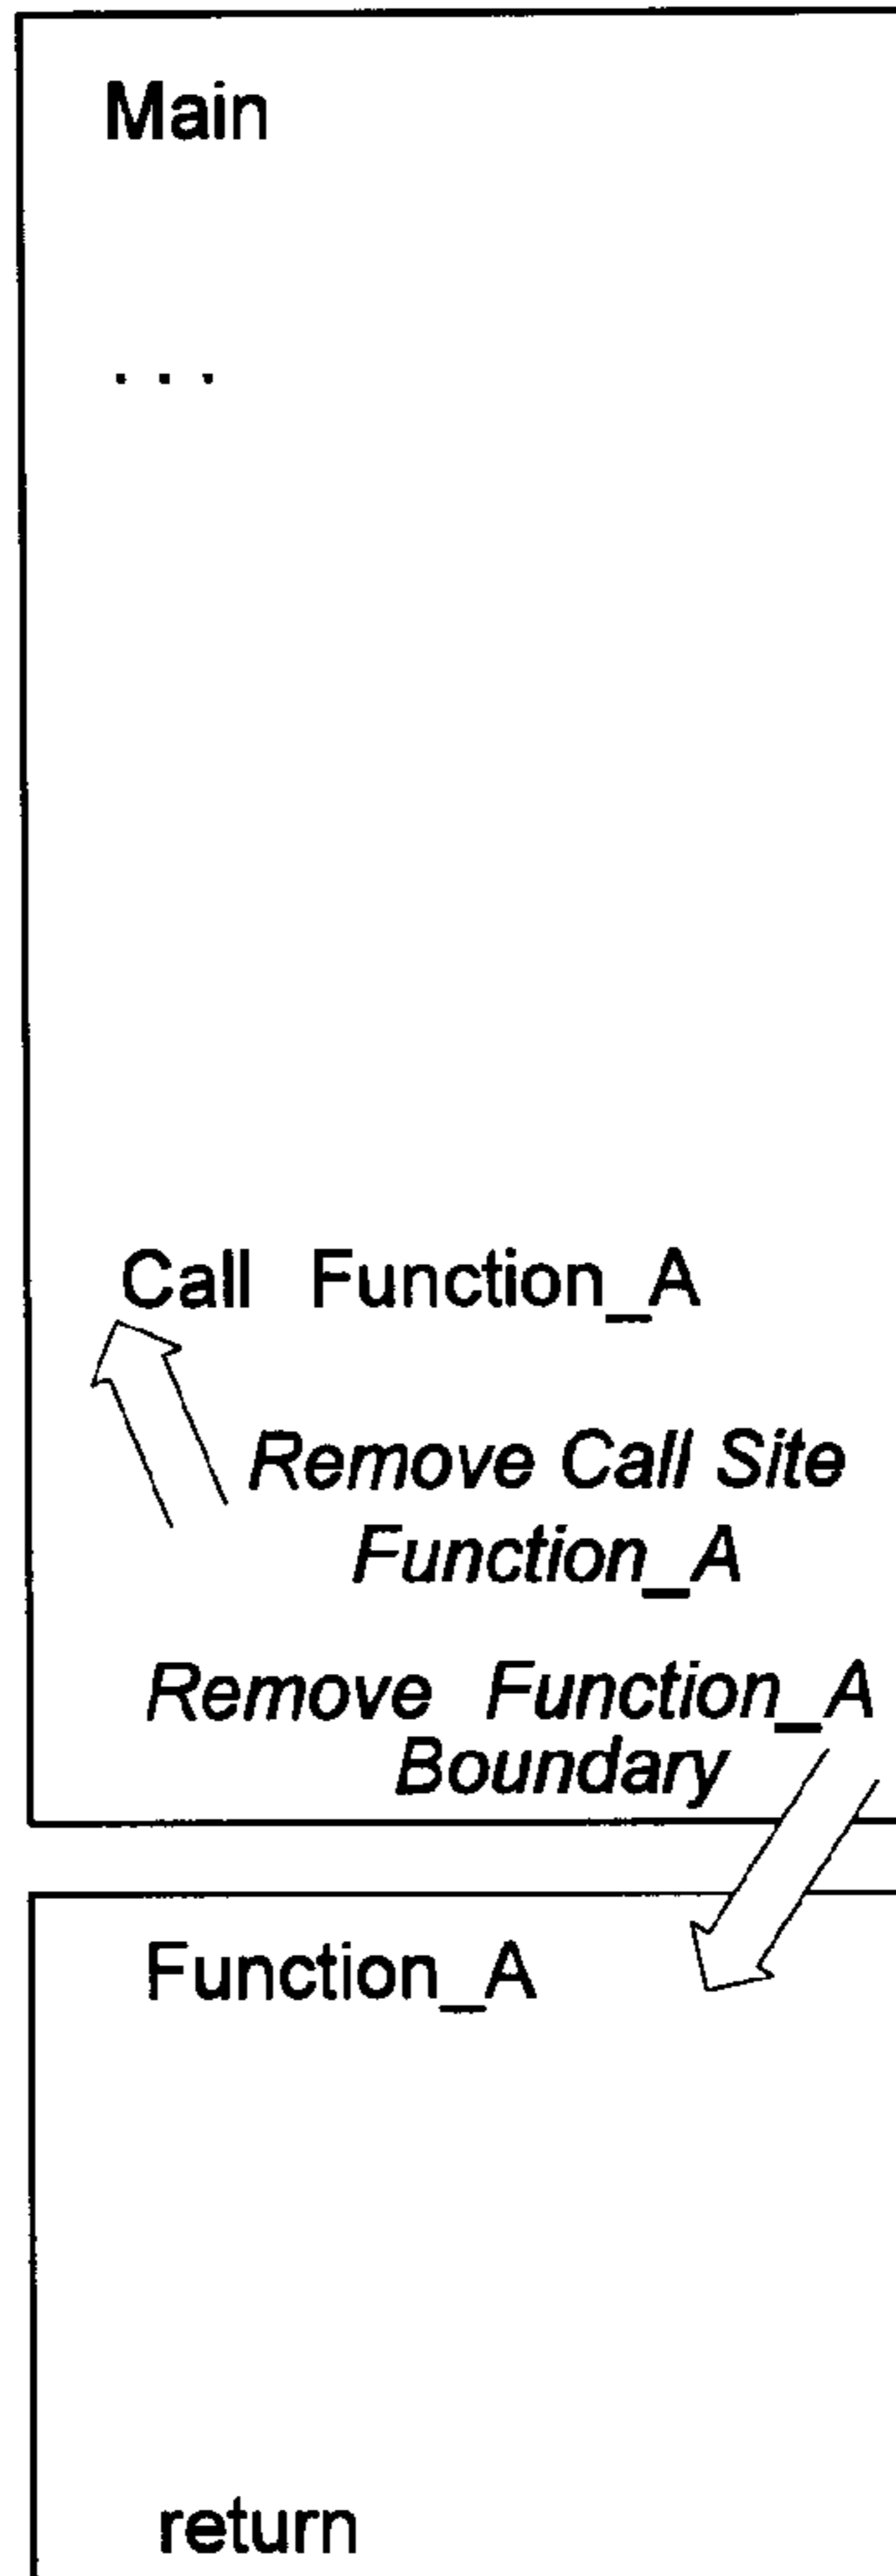 Main
. . .
Call Function_A
Remove Call Site
Function_A
Remove Function_A
Boundary
Function_A
return